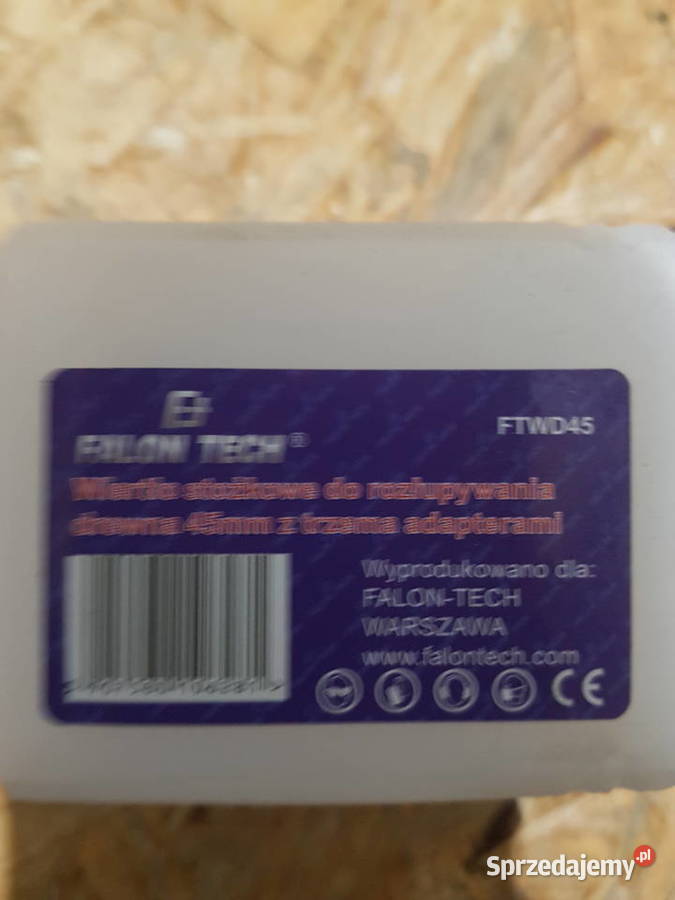 FALON TECH®
FTWD45
Wiertło stożkowe do rozłupywania
drewna 45mm z trzema adapterami
Wyprodukowano dla:
FALON-TECH
WARSZAWA
www.falontech.com
CE
Sprzedajemy.pl